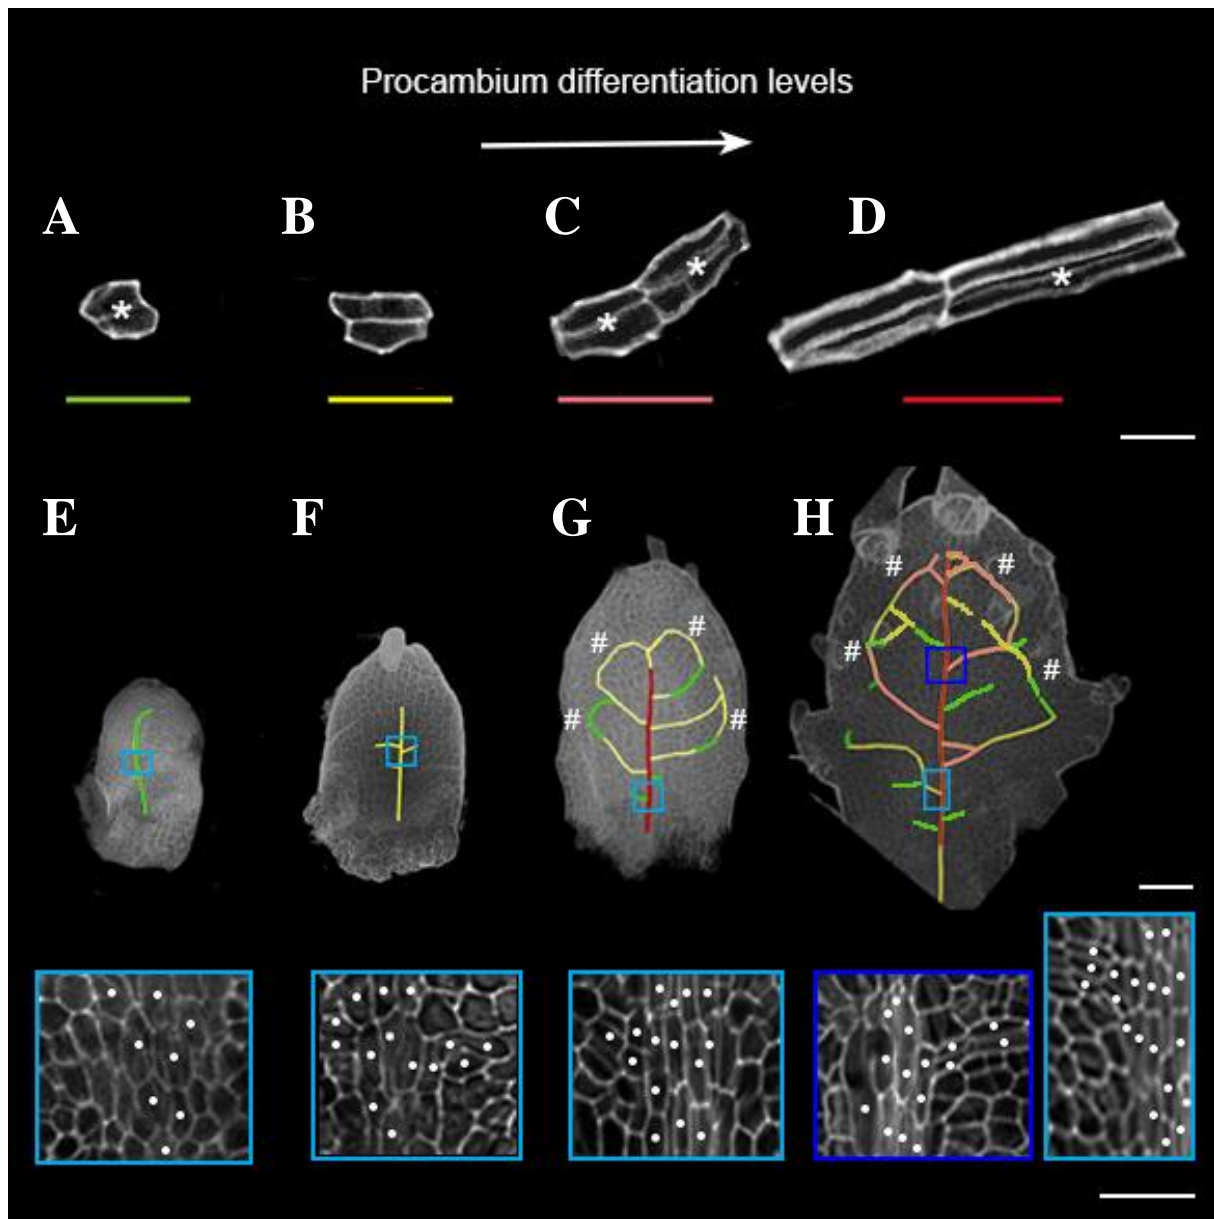 Procambium differentiation levels
A B C D
* * * *
E F G H
# # # #
# # # #